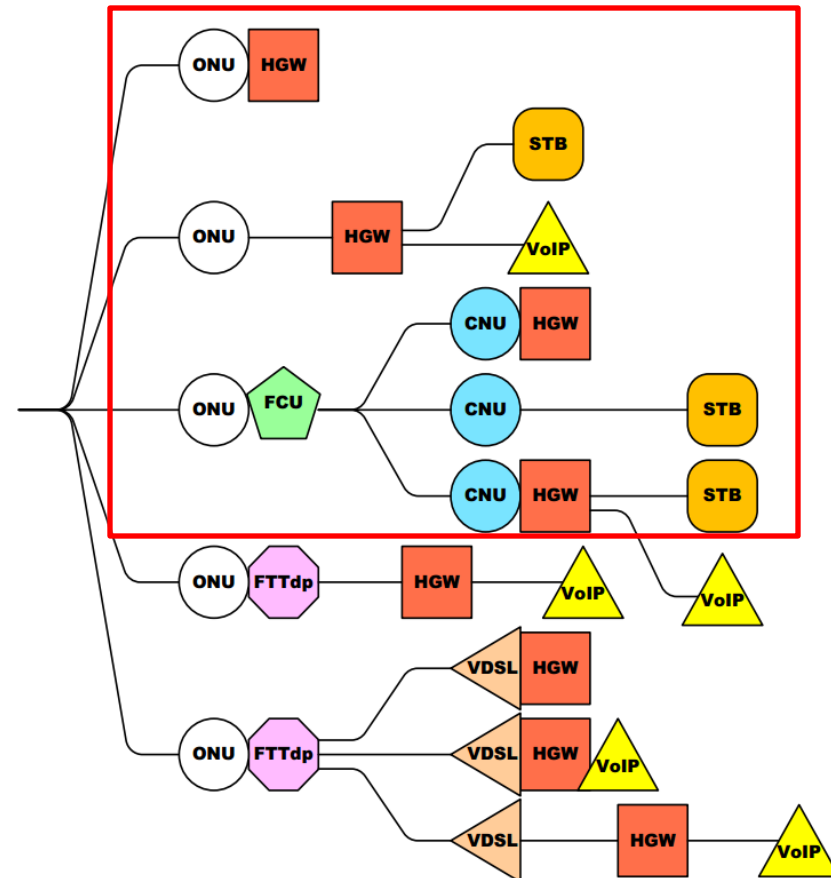 ONU HGW
STB
ONU HGW
VoIP
CNU HGW
ONU FCU CNU STB
CNU HGW STB
ONU FTTdp HGW VoIP VoIP
VDSL HGW
ONU FTTdp VDSL HGW VoIP
VDSL HGW VoIP